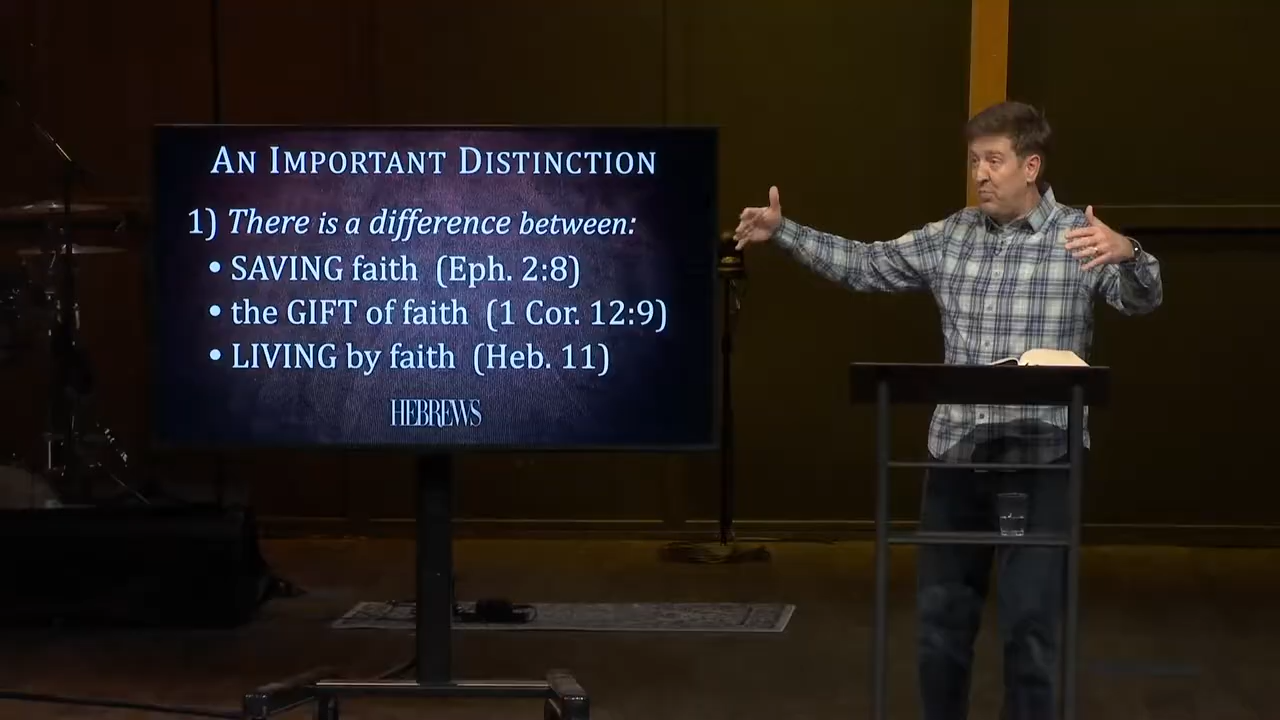 AN IMPORTANT DISTINCTION
1) There is a difference between:
• SAVING faith (Eph. 2:8)
• the GIFT of faith (1 Cor. 12:9)
• LIVING by faith (Heb. 11)
HEBREWS